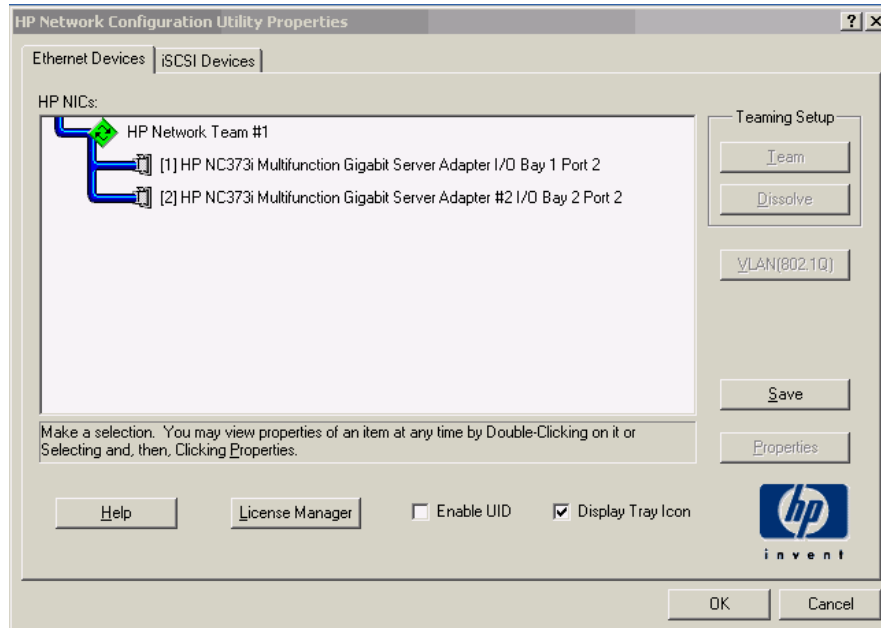 HP Network Configuration Utility Properties
Ethernet Devices
iSCSI Devices
HP NICs:
HP Network Team #1
[1] HP NC373i Multifunction Gigabit Server Adapter I/O Bay 1 Port 2
[2] HP NC373i Multifunction Gigabit Server Adapter #2 I/O Bay 2 Port 2
Teaming Setup
Team
Dissolve
VLAN(802.1Q)
Save
Make a selection. You may view properties of an item at any time by Double-Clicking on it or
Selecting and, then, Clicking Properties.
Properties
Help
License Manager
Enable UID
Display Tray Icon
hp
invent
OK
Cancel